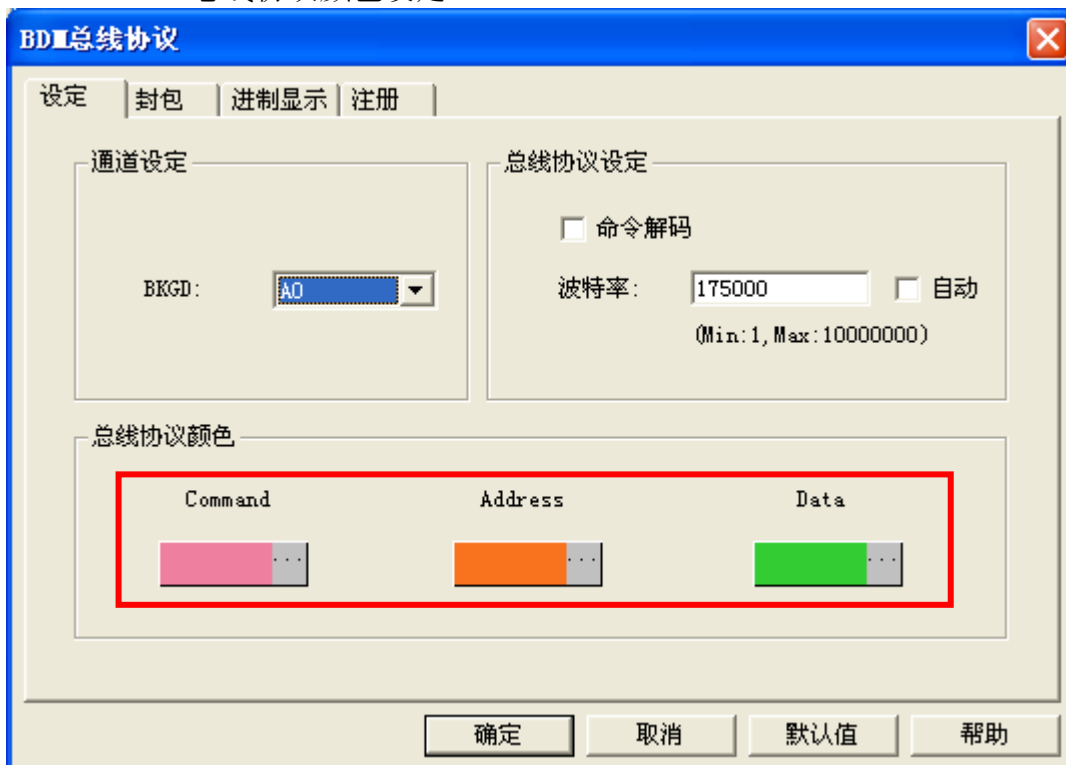 BDM总线协议
设定 封包 进制显示 注册
通道设定
BKGD: A0
总线协议设定
命令解码
波特率: 175000 自动
(Min:1,Max:10000000)
总线协议颜色
Command Address Data
... ... ...
确定 取消 默认值 帮助